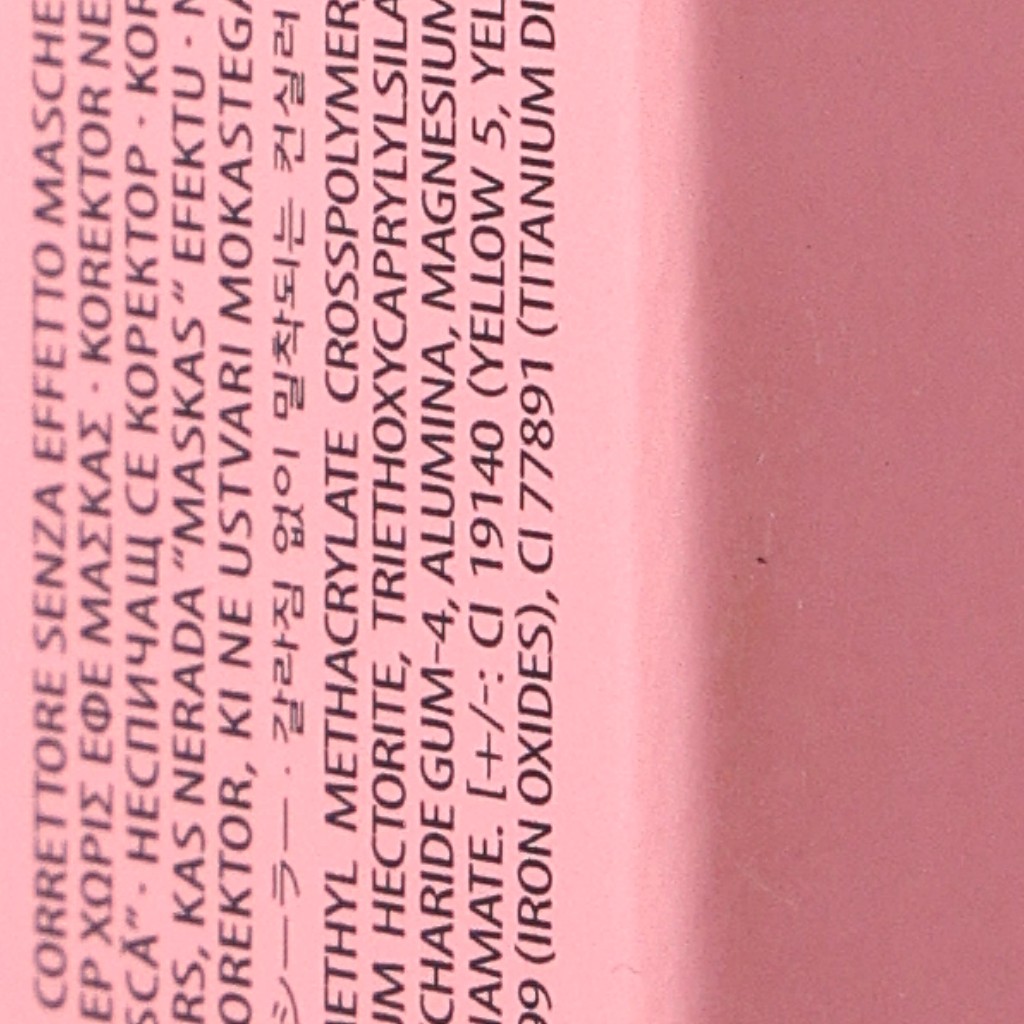 CORRETTORE SENZA EFFETTO MASCHE
ΕΡ ΧΩΡΙΣ ΕΦΕ ΜΑΣΚΑΣ · KOREKTOR NE
SCĂ” · НЕСПИЧАЩ СЕ КОРЕКТОР · KOR
RS, KAS NERADA “MASKAS” EFEKTU · N
OREKTOR, KI NE USTVARI MOKASTEGA
シーラー · 갈라짐 없이 밀착되는 컨실러
METHYL METHACRYLATE CROSSPOLYMER
UM HECTORITE, TRIETHOXYCAPRYLYLSILA
CHARIDE GUM-4, ALUMINA, MAGNESIUM
IAMATE. [+/-: CI 19140 (YELLOW 5, YEL
99 (IRON OXIDES), CI 77891 (TITANIUM DI